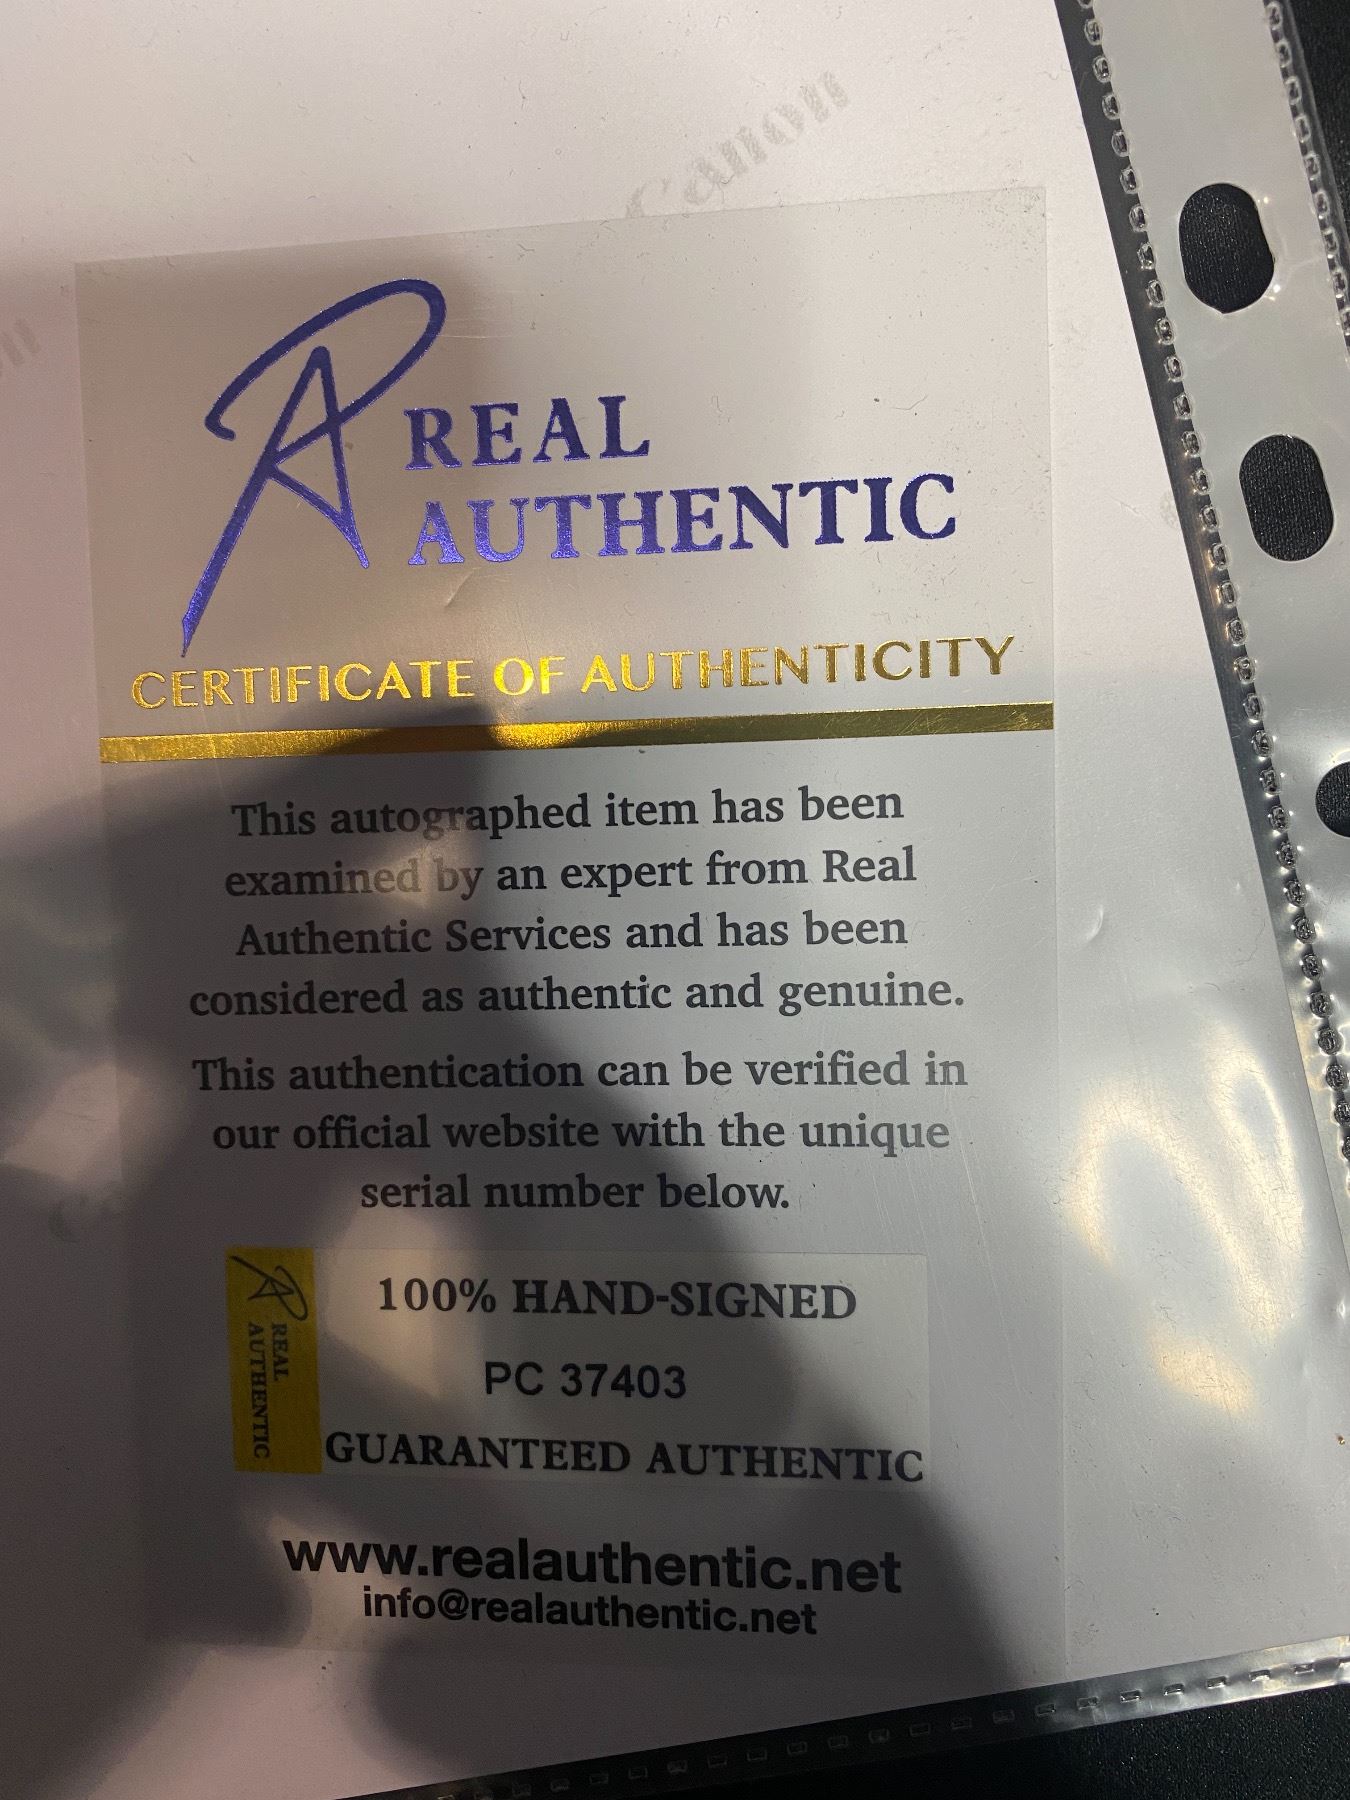 Canon
REAL
AUTHENTIC
CERTIFICATE OF AUTHENTICITY
This autographed item has been
examined by an expert from Real
Authentic Services and has been
considered as authentic and genuine.
This authentication can be verified in
our official website with the unique
serial number below.
REAL
AUTHENTIC
100% HAND-SIGNED
PC 37403
GUARANTEED AUTHENTIC
www.realauthentic.net
info@realauthentic.net